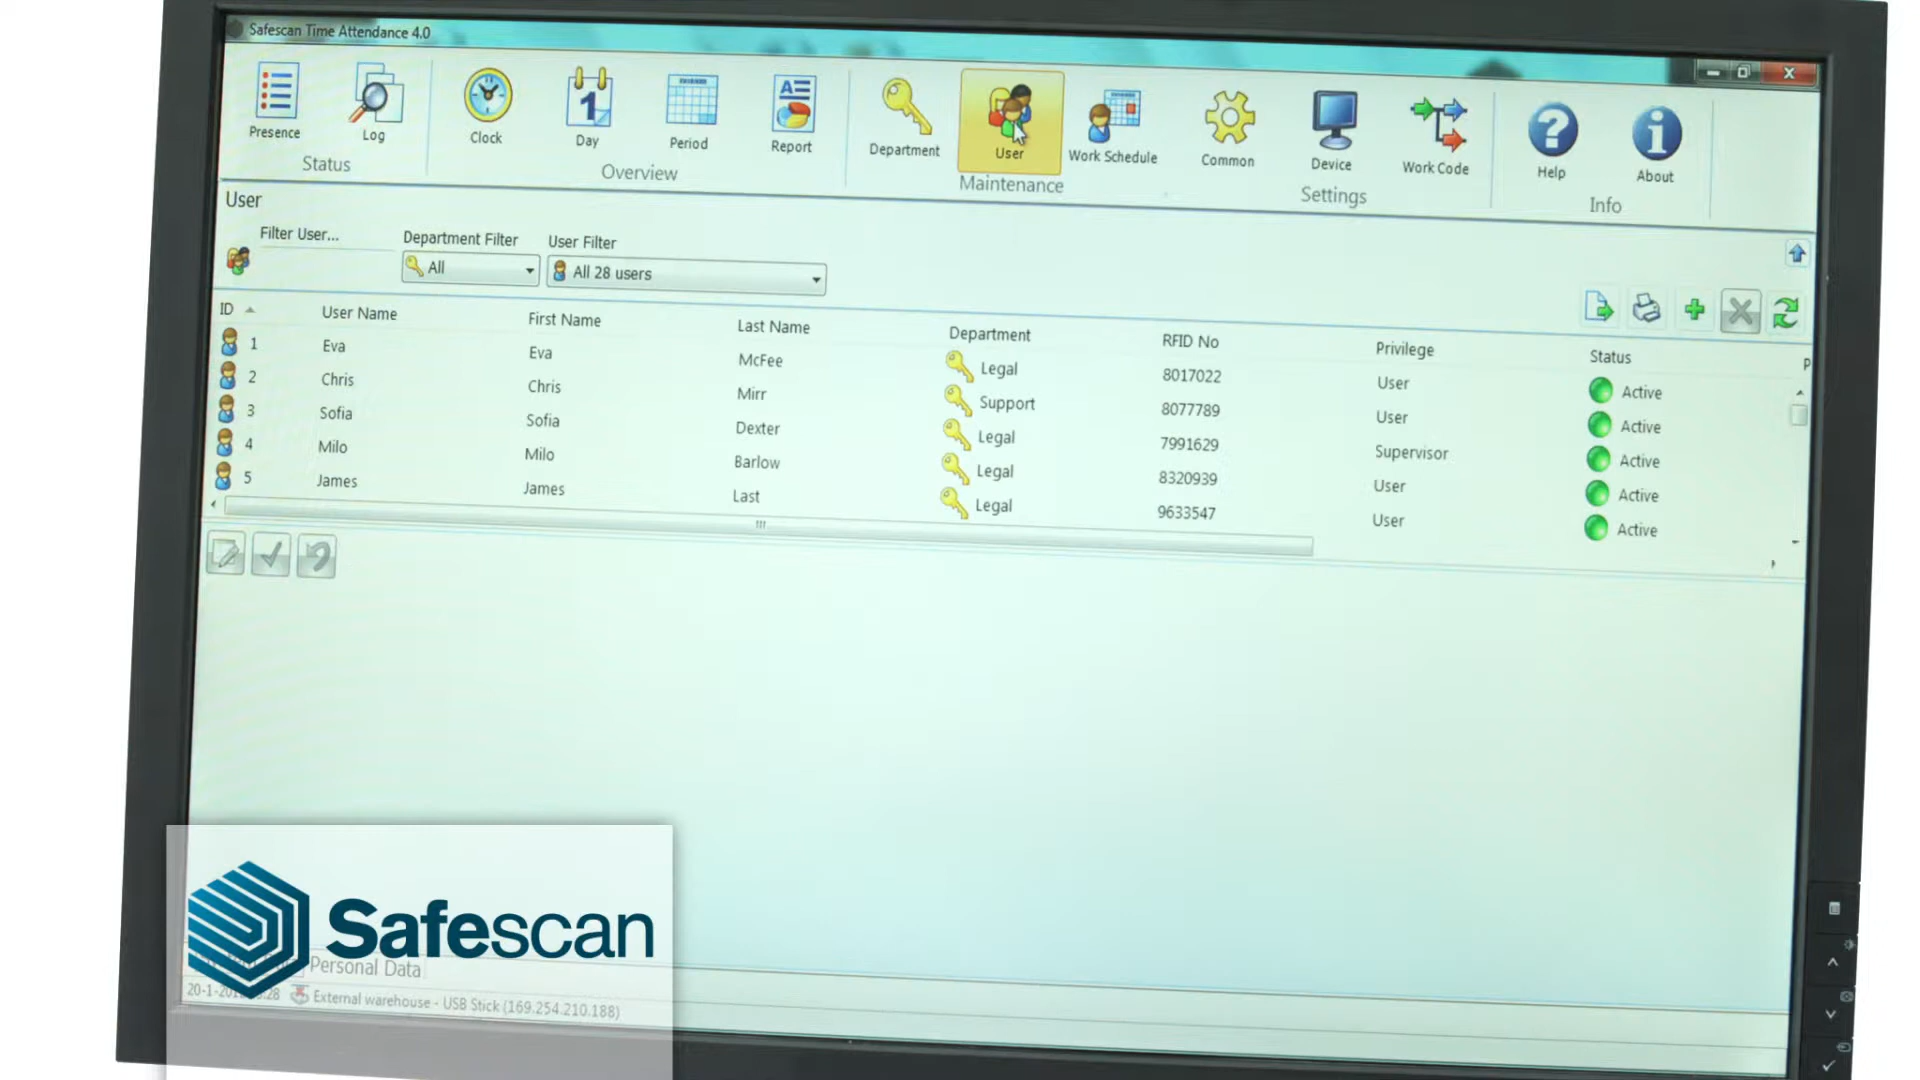 Safescan Time Attendance 4.0
Presence
Log
Clock
Day
Period
Report
Department
User
Work Schedule
Common
Device
Work Code
Help
About
Status
Overview
Maintenance
Settings
Info
User
Filter User...
Department Filter
User Filter
All
All 28 users
ID User Name First Name Last Name Department RFID No Privilege Status P
1 Eva Eva McFee Legal 8017022 User Active
2 Chris Chris Mirr Support 8077789 User Active
3 Sofia Sofia Dexter Legal 7991629 Supervisor Active
4 Milo Milo Barlow Legal 8320939 User Active
5 James James Last Legal 9633547 User Active
Safescan
Personal Data
External warehouse - USB Stick (169.254.210.188)